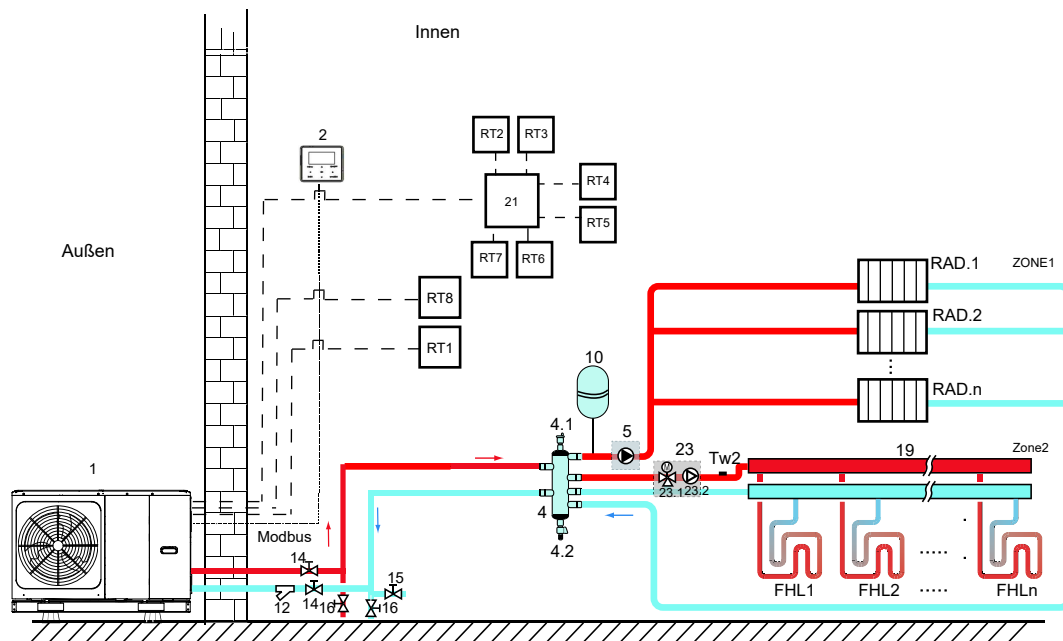 Innen
Außen
2
RT2
RT3
21
RT4
RT5
RT7
RT6
RT8
RT1
RAD.1
ZONE1
RAD.2
RAD.n
10
4.1
5
23
Tw2
19
Zone2
M
23.1
23.2
4
4.2
1
Modbus
14
12
14
16
16
15
FHL1
FHL2
FHLn